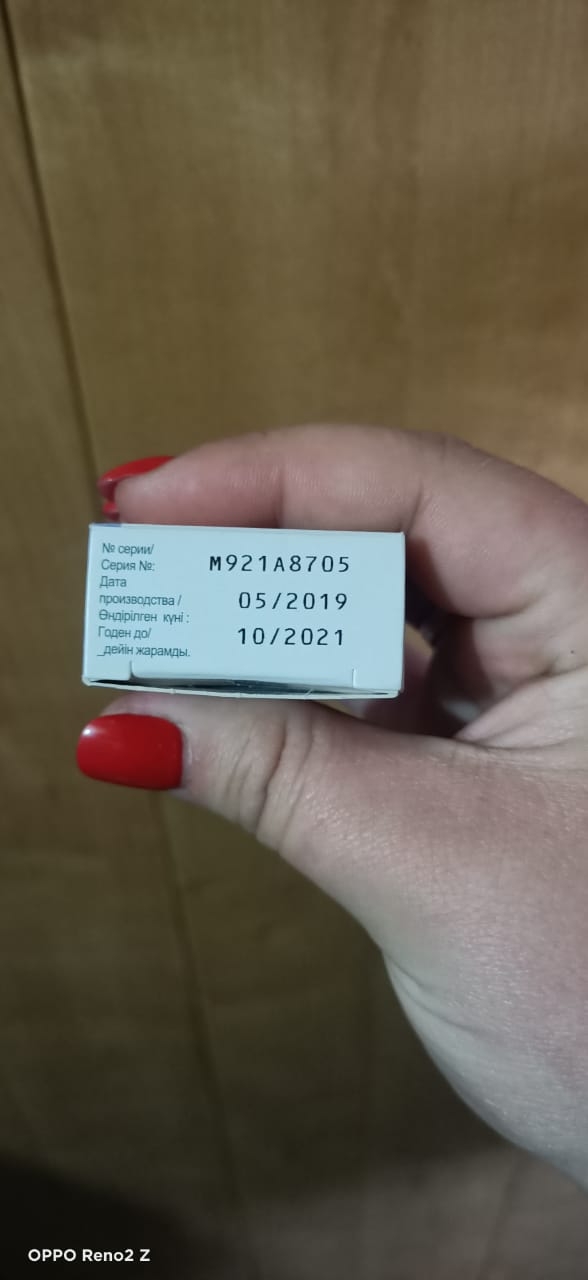 № серии/
Серия №: M921A8705
Дата
производства / 05/2019
Өндірілген күні :
Годен до/ 10/2021
_дейін жарамды.
OPPO Reno2 Z